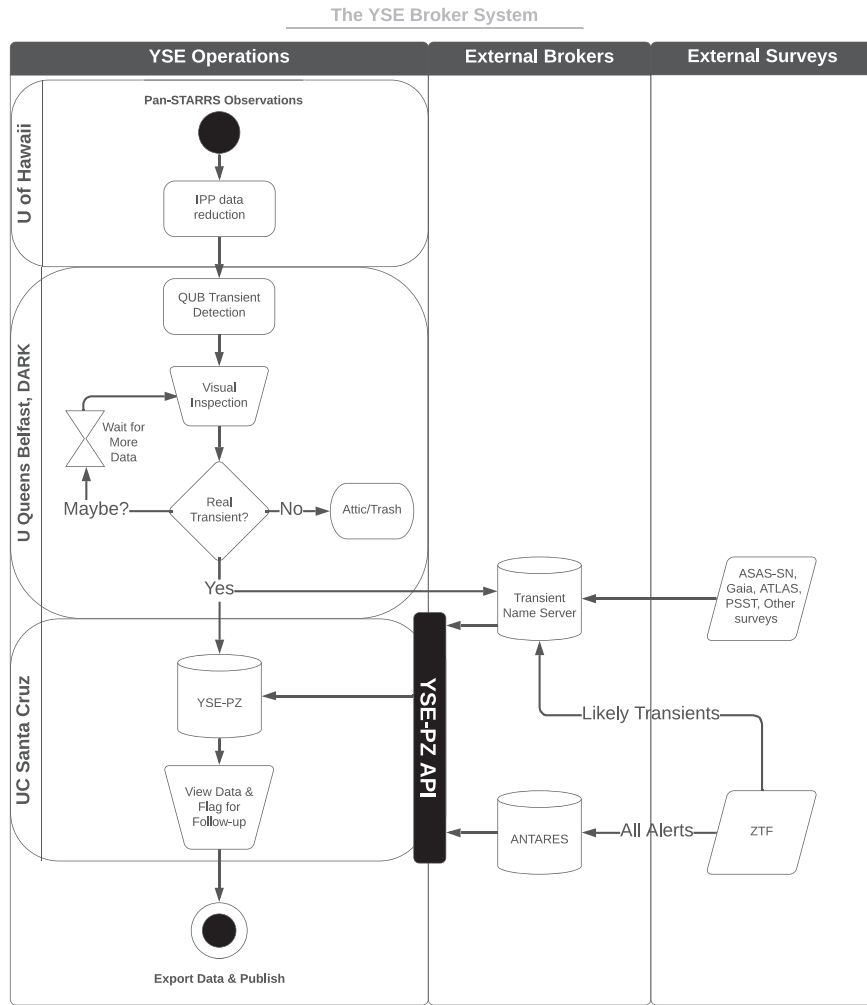 The YSE Broker System
YSE Operations
External Brokers
External Surveys
U of Hawaii
Pan-STARRS Observations
IPP data
reduction
U Queens Belfast, DARK
QUB Transient
Detection
Visual
Inspection
Wait for
More
Data
Maybe?
Real
Transient?
No
Attic/Trash
Yes
Transient
Name Server
ASAS-SN,
Gaia, ATLAS,
PSST, Other
surveys
UC Santa Cruz
YSE-PZ
YSE-PZ API
Likely Transients
View Data &
Flag for
Follow-up
ANTARES
All Alerts
ZTF
Export Data & Publish